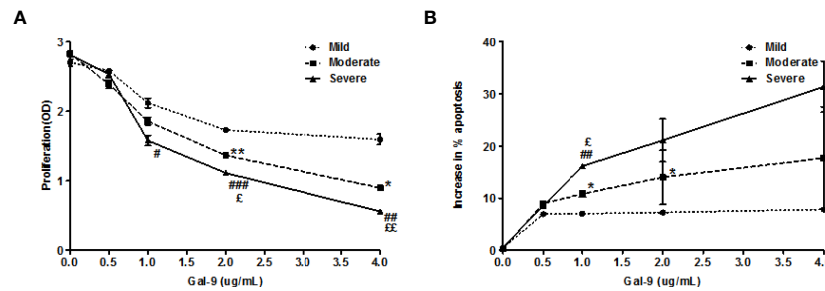 A
Proliferation(OD)
3
2
1
0
Mild
Moderate
Severe
#
**
###
£
*
##
££
0.0 0.5 1.0 1.5 2.0 2.5 3.0 3.5 4.0
Gal-9 (ug/mL)
B
Increase in % apoptosis
40
30
20
10
0
Mild
Moderate
Severe
£
##
*
*
0.0 0.5 1.0 1.5 2.0 2.5 3.0 3.5 4.
Gal-9 (ug/mL)